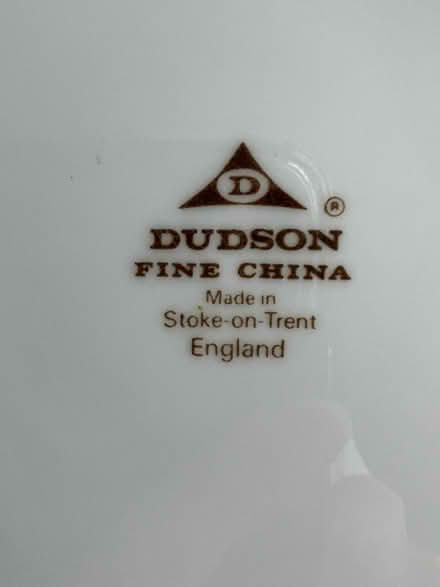 D
®
DUDSON
FINE CHINA
Made in
Stoke-on-Trent
England